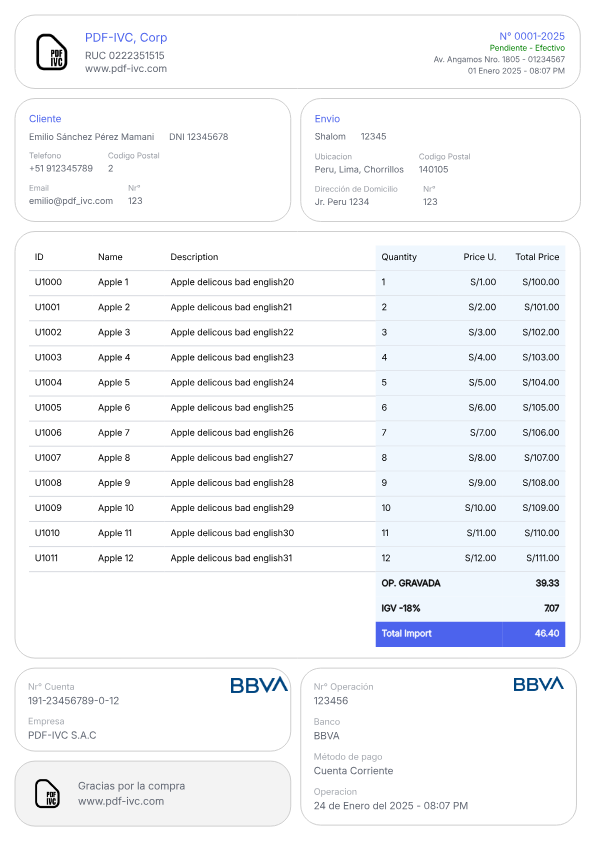 PDF IVC
PDF-IVC, Corp
RUC 0222351515
www.pdf-ivc.com
N° 0001-2025
Pendiente - Efectivo
Av. Angamos Nro. 1805 - 01234567
01 Enero 2025 - 08:07 PM
Cliente
Emilio Sánchez Pérez Mamani DNI 12345678
Telefono Codigo Postal
+51 912345789 2
Email Nr°
emilio@pdf_ivc.com 123
Envio
Shalom 12345
Ubicacion Codigo Postal
Peru, Lima, Chorrillos 140105
Dirección de Domicilio Nr°
Jr. Peru 1234 123
ID Name Description Quantity Price U. Total Price
U1000 Apple 1 Apple delicous bad english20 1 S/1.00 S/100.00
U1001 Apple 2 Apple delicous bad english21 2 S/2.00 S/101.00
U1002 Apple 3 Apple delicous bad english22 3 S/3.00 S/102.00
U1003 Apple 4 Apple delicous bad english23 4 S/4.00 S/103.00
U1004 Apple 5 Apple delicous bad english24 5 S/5.00 S/104.00
U1005 Apple 6 Apple delicous bad english25 6 S/6.00 S/105.00
U1006 Apple 7 Apple delicous bad english26 7 S/7.00 S/106.00
U1007 Apple 8 Apple delicous bad english27 8 S/8.00 S/107.00
U1008 Apple 9 Apple delicous bad english28 9 S/9.00 S/108.00
U1009 Apple 10 Apple delicous bad english29 10 S/10.00 S/109.00
U1010 Apple 11 Apple delicous bad english30 11 S/11.00 S/110.00
U1011 Apple 12 Apple delicous bad english31 12 S/12.00 S/111.00
OP. GRAVADA 39.33
IGV -18% 7.07
Total Import 46.40
Nr° Cuenta BBVA
191-23456789-0-12
Empresa
PDF-IVC S.A.C
PDF IVC
Gracias por la compra
www.pdf-ivc.com
Nr° Operación BBVA
123456
Banco
BBVA
Método de pago
Cuenta Corriente
Operacion
24 de Enero del 2025 - 08:07 PM